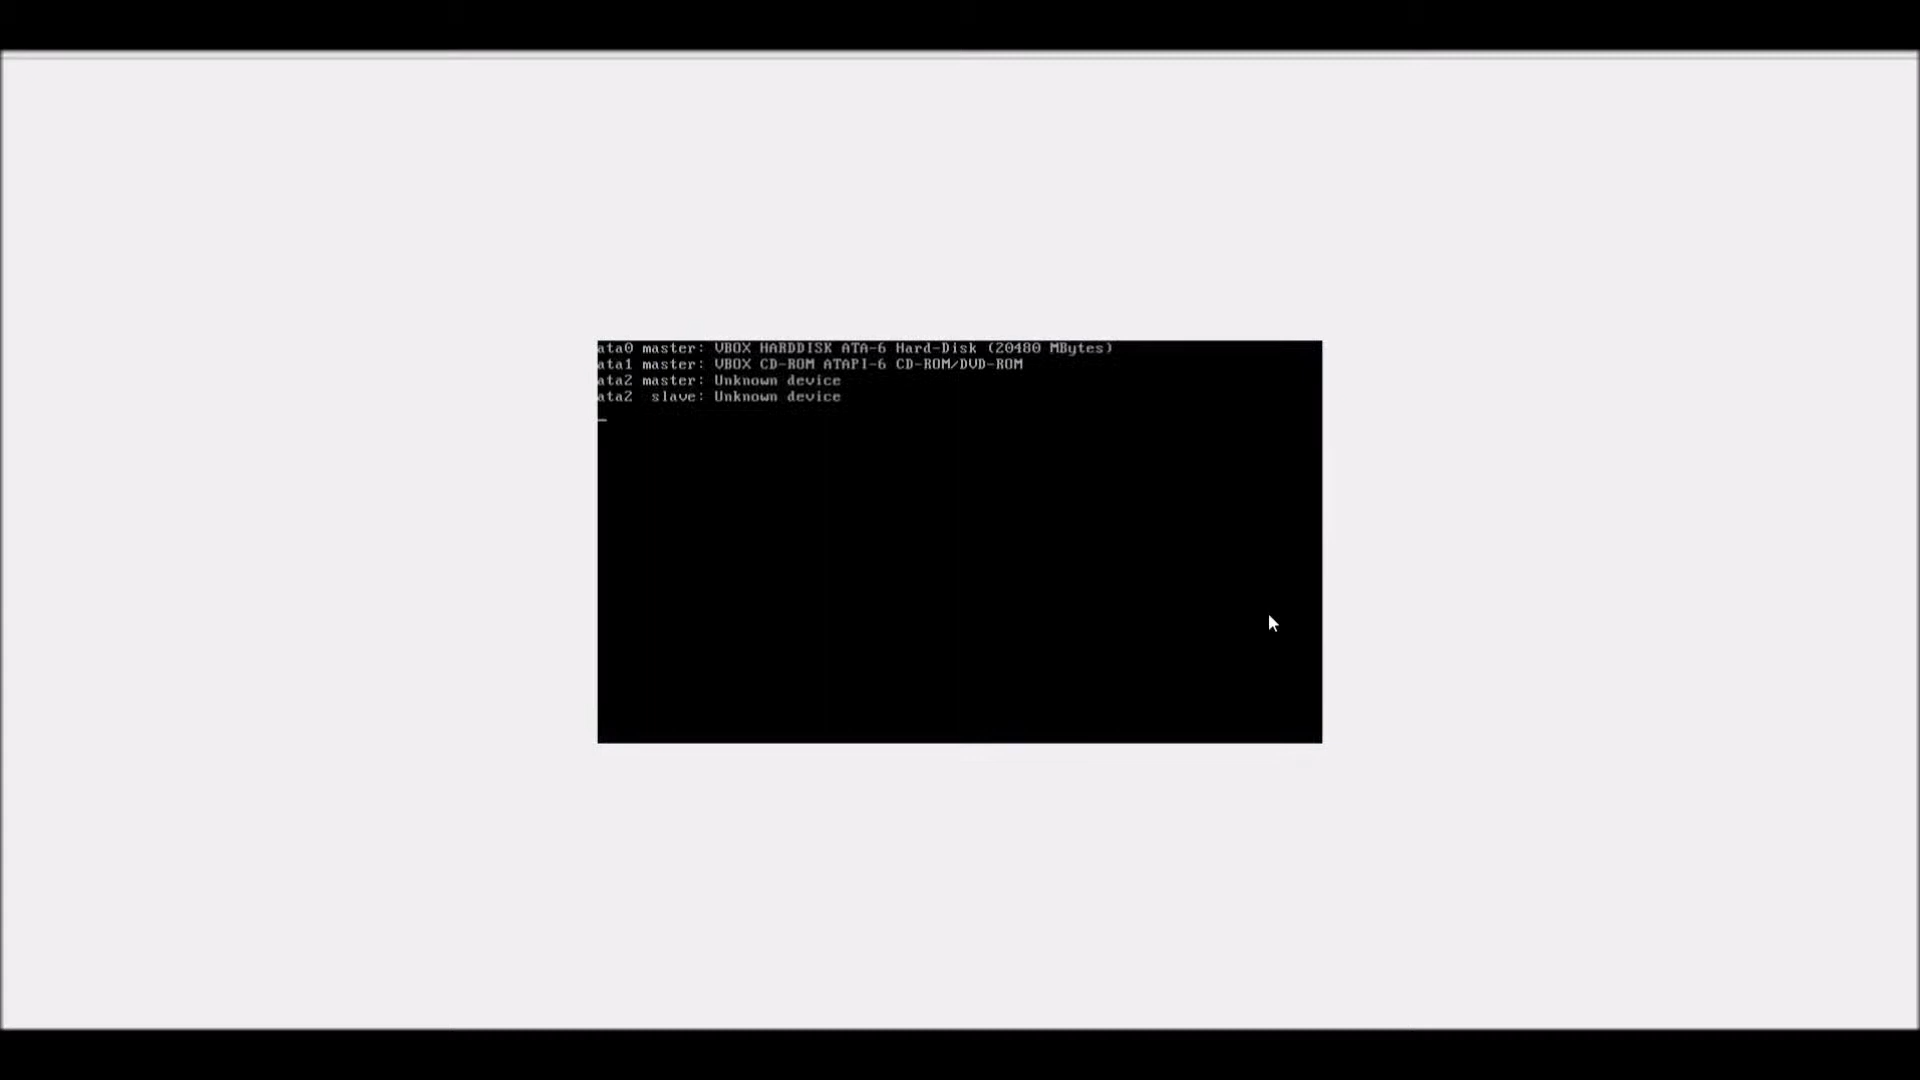 ata0 master: VBOX HARDDISK ATA-6 Hard-Disk (20480 MBytes)
ata1 master: VBOX CD-ROM ATAPI-6 CD-ROM/DVD-ROM
ata2 master: Unknown device
ata2  slave: Unknown device